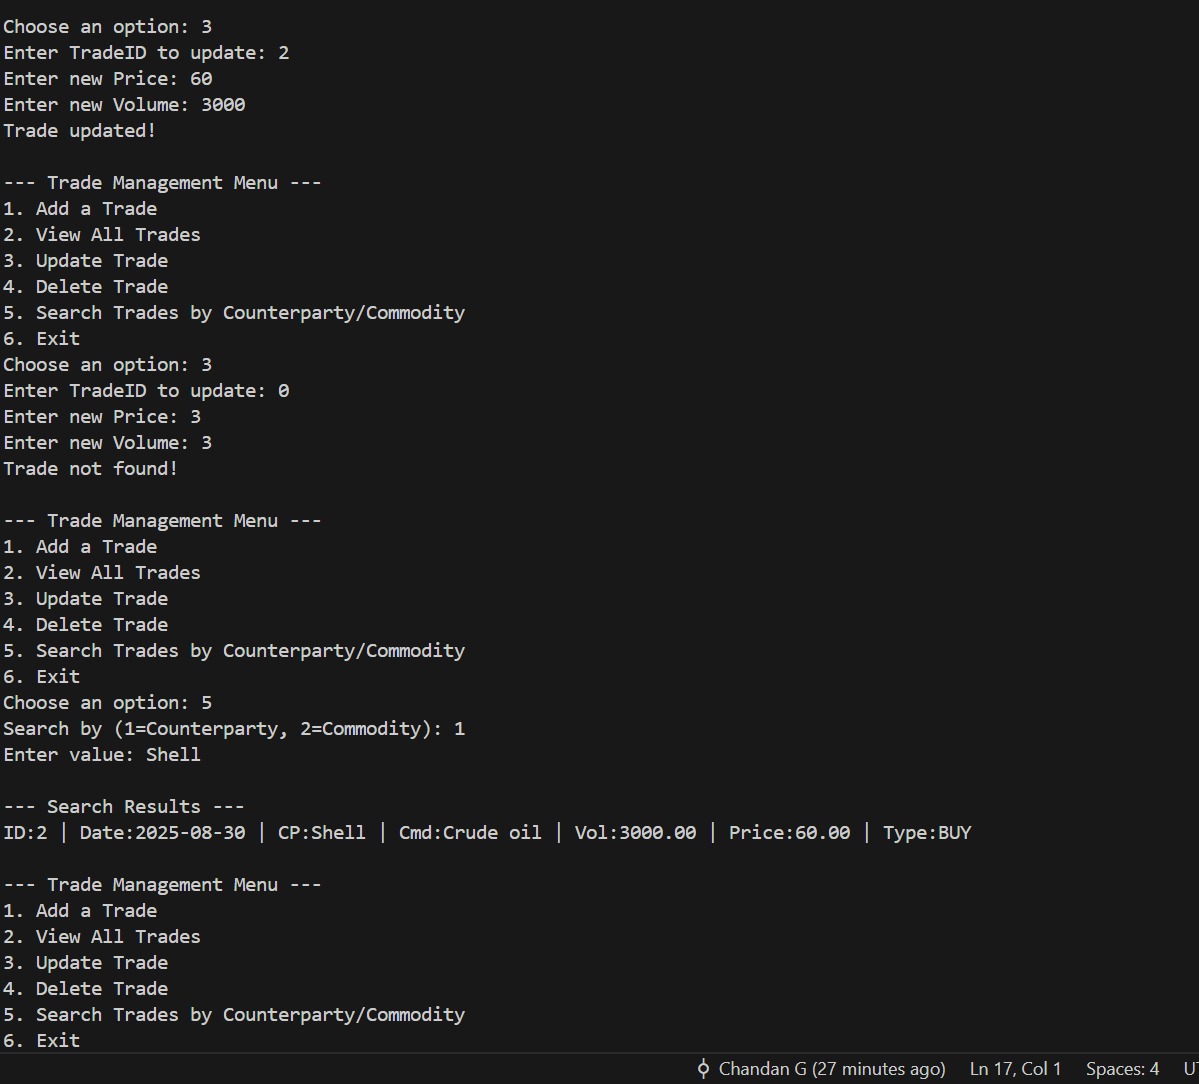 Choose an option: 3
Enter TradeID to update: 2
Enter new Price: 60
Enter new Volume: 3000
Trade updated!
--- Trade Management Menu ---
1. Add a Trade
2. View All Trades
3. Update Trade
4. Delete Trade
5. Search Trades by Counterparty/Commodity
6. Exit
Choose an option: 3
Enter TradeID to update: 0
Enter new Price: 3
Enter new Volume: 3
Trade not found!
--- Trade Management Menu ---
1. Add a Trade
2. View All Trades
3. Update Trade
4. Delete Trade
5. Search Trades by Counterparty/Commodity
6. Exit
Choose an option: 5
Search by (1=Counterparty, 2=Commodity): 1
Enter value: Shell
--- Search Results ---
ID:2 | Date:2025-08-30 | CP:Shell | Cmd:Crude oil | Vol:3000.00 | Price:60.00 | Type:BUY
--- Trade Management Menu ---
1. Add a Trade
2. View All Trades
3. Update Trade
4. Delete Trade
5. Search Trades by Counterparty/Commodity
6. Exit
Chandan G (27 minutes ago) Ln 17, Col 1 Spaces: 4